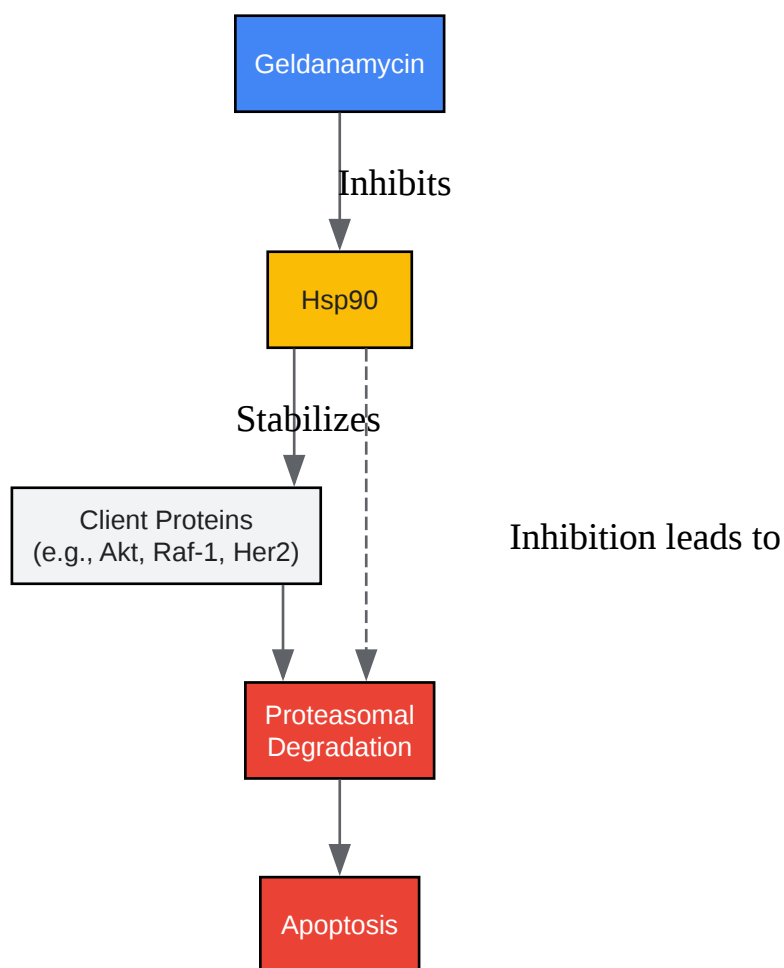 Geldanamycin
Inhibits
Hsp90
Stabilizes
Client Proteins
(e.g., Akt, Raf-1, Her2)
Inhibition leads to
Proteasomal
Degradation
Apoptosis